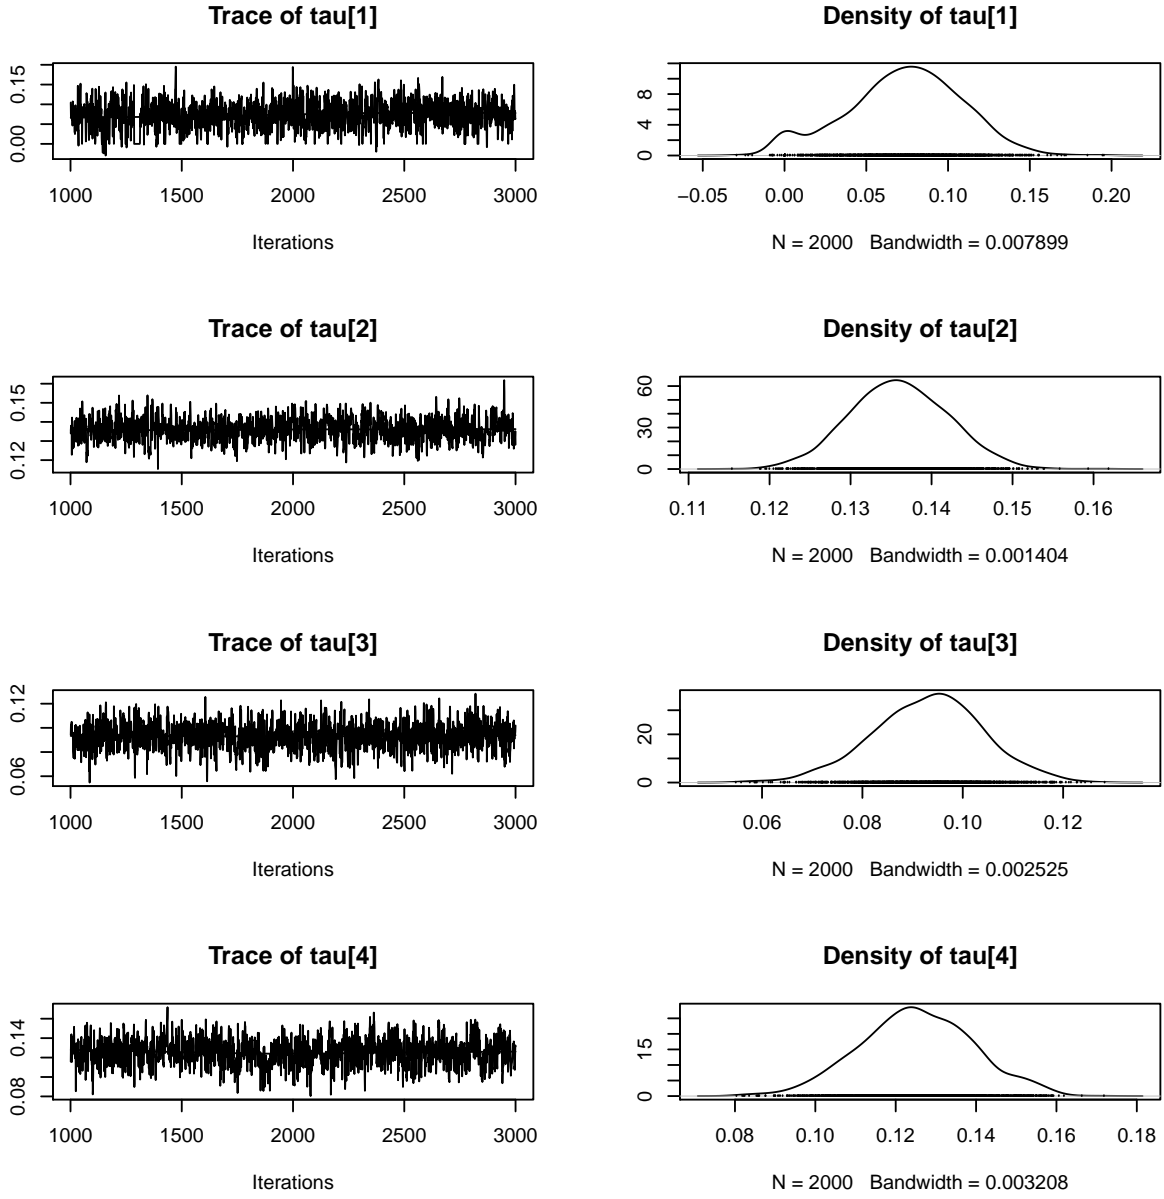 Trace of tau[1]
0.00 0.15
1000 1500 2000 2500 3000
Iterations
Density of tau[1]
0 4 8
−0.05 0.00 0.05 0.10 0.15 0.20
N = 2000 Bandwidth = 0.007899
Trace of tau[2]
0.12 0.15
1000 1500 2000 2500 3000
Iterations
Density of tau[2]
0 30 60
0.11 0.12 0.13 0.14 0.15 0.16
N = 2000 Bandwidth = 0.001404
Trace of tau[3]
0.06 0.12
1000 1500 2000 2500 3000
Iterations
Density of tau[3]
0 20
0.06 0.08 0.10 0.12
N = 2000 Bandwidth = 0.002525
Trace of tau[4]
0.08 0.14
1000 1500 2000 2500 3000
Iterations
Density of tau[4]
0 15
0.08 0.10 0.12 0.14 0.16 0.18
N = 2000 Bandwidth = 0.003208